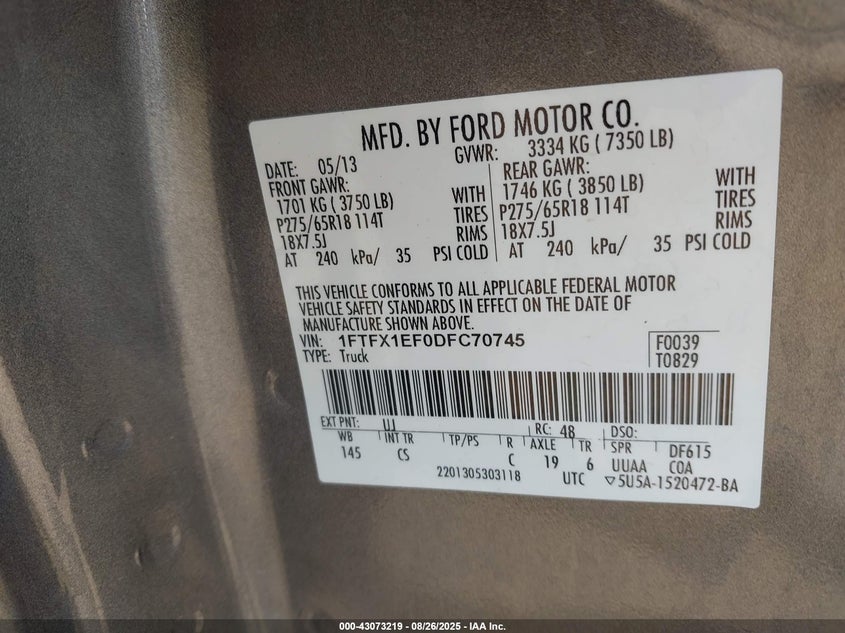 MFD. BY FORD MOTOR CO.
DATE: 05/13 GVWR: 3334 KG ( 7350 LB)
FRONT GAWR: REAR GAWR:
1701 KG ( 3750 LB) WITH 1746 KG ( 3850 LB) WITH
P275/65R18 114T TIRES P275/65R18 114T TIRES
18X7.5J RIMS 18X7.5J RIMS
AT 240 kPa/ 35 PSI COLD AT 240 kPa/ 35 PSI COLD
THIS VEHICLE CONFORMS TO ALL APPLICABLE FEDERAL MOTOR
VEHICLE SAFETY STANDARDS IN EFFECT ON THE DATE OF
MANUFACTURE SHOWN ABOVE.
VIN: 1FTFX1EF0DFC70745 F0039
TYPE: Truck T0829
EXT PNT: UJ RC: 48 DSO:
WB INT TR TP/PS R AXLE TR SPR DF615
145 CS C 19 6 UUAA COA
2201305303118 UTC ▽5U5A-1520472-BA
000-43073219 - 08/26/2025 - IAA Inc.